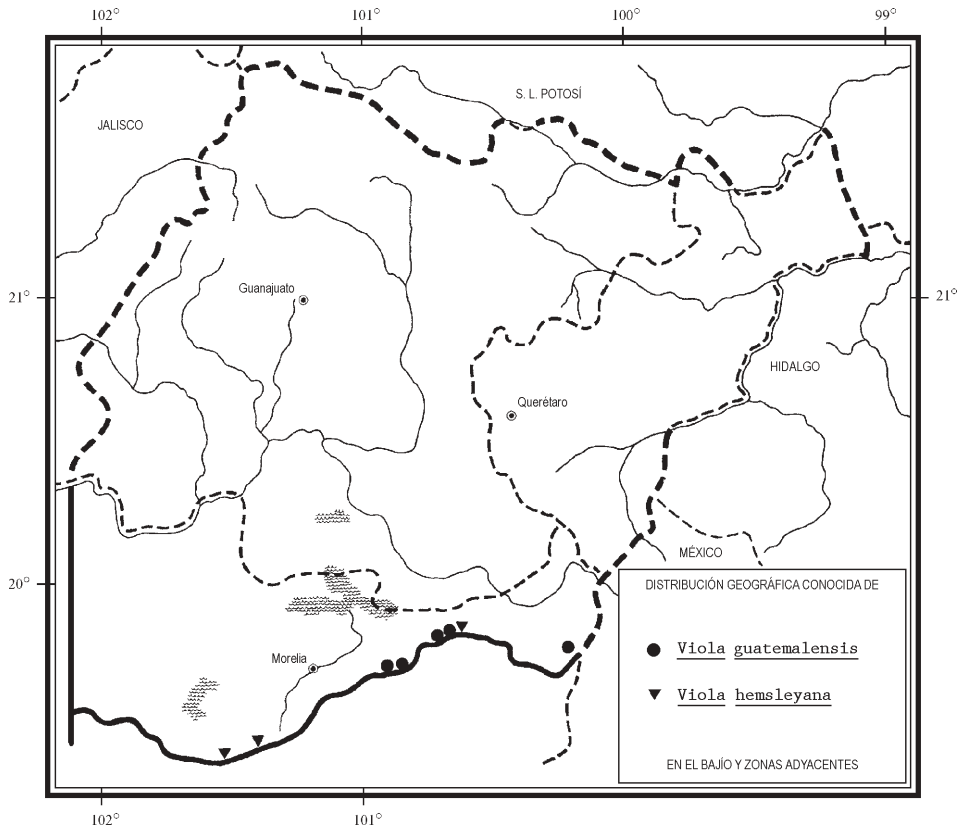 102° 101° 100° 99°
S. L. POTOSÍ
JALISCO
Guanajuato
21° 21°
HIDALGO
Querétaro
MÉXICO
20°
DISTRIBUCIÓN GEOGRÁFICA CONOCIDA DE
Viola guatemalensis
Morelia
Viola hemsleyana
EN EL BAJÍO Y ZONAS ADYACENTES
102° 101°